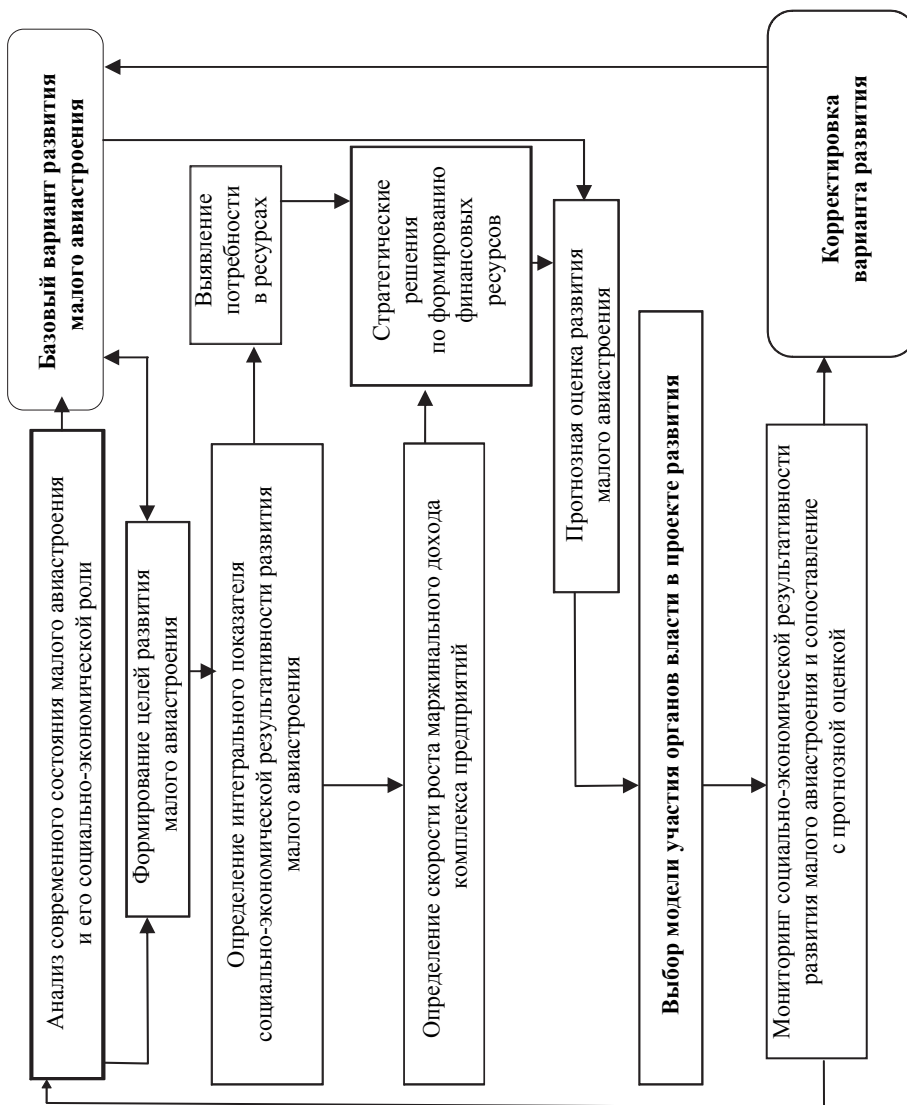 Анализ современного состояния малого авиастроения
и его социально-экономической роли
Базовый вариант развития
малого авиастроения
Формирование целей развития
малого авиастроения
Определение интегрального показателя
социально-экономической результативности развития
малого авиастроения
Выявление
потребности
в ресурсах
Определение скорости роста маржинального дохода
комплекса предприятий
Стратегические
решения
по формированию
финансовых
ресурсов
Прогнозная оценка развития
малого авиастроения
Выбор модели участия органов власти в проекте развития
Мониторинг социально-экономической результативности
развития малого авиастроения и сопоставление
с прогнозной оценкой
Корректировка
варианта развития